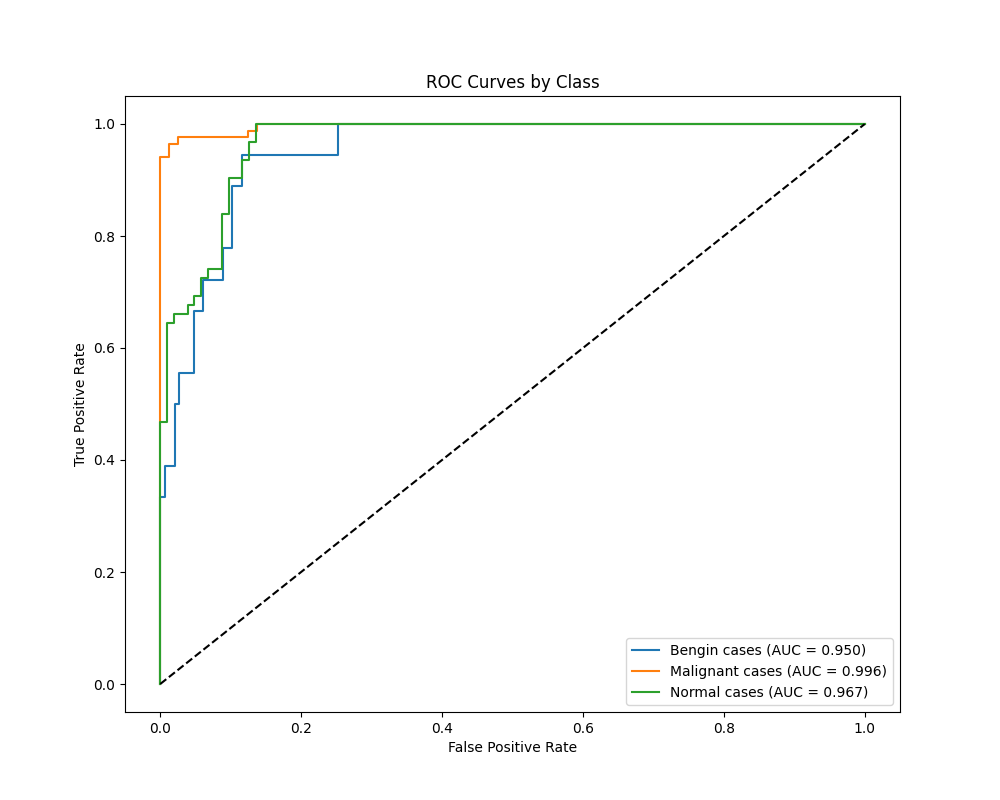 ROC Curves by Class
True Positive Rate
1.0
0.8
0.6
0.4
0.2
0.0
0.0 0.2 0.4 0.6 0.8 1.0
False Positive Rate
Bengin cases (AUC = 0.950)
Malignant cases (AUC = 0.996)
Normal cases (AUC = 0.967)